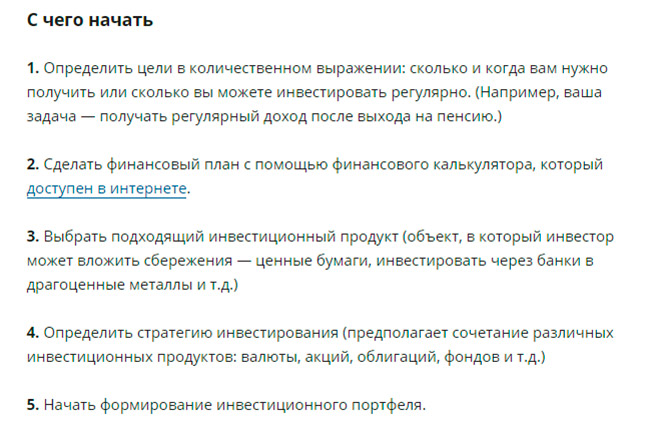 С чего начать
1. Определить цели в количественном выражении: сколько и когда вам нужно
получить или сколько вы можете инвестировать регулярно. (Например, ваша
задача — получать регулярный доход после выхода на пенсию.)
2. Сделать финансовый план с помощью финансового калькулятора, который
доступен в интернете.
3. Выбрать подходящий инвестиционный продукт (объект, в который инвестор
может вложить сбережения — ценные бумаги, инвестировать через банки в
драгоценные металлы и т.д.)
4. Определить стратегию инвестирования (предполагает сочетание различных
инвестиционных продуктов: валюты, акций, облигаций, фондов и т.д.)
5. Начать формирование инвестиционного портфеля.